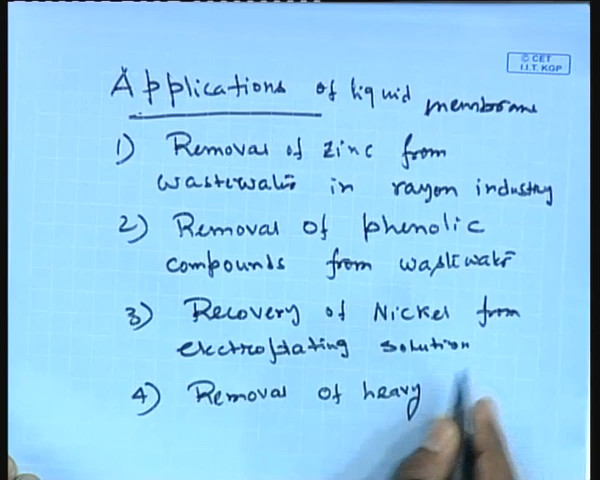 © CET
I.I.T. KGP
Applications of liquid membrane
1) Removal of zinc from
wastewater in rayon industry
2) Removal of phenolic
compounds from wastewater
3) Recovery of Nickel from
electroplating solution
4) Removal of heavy